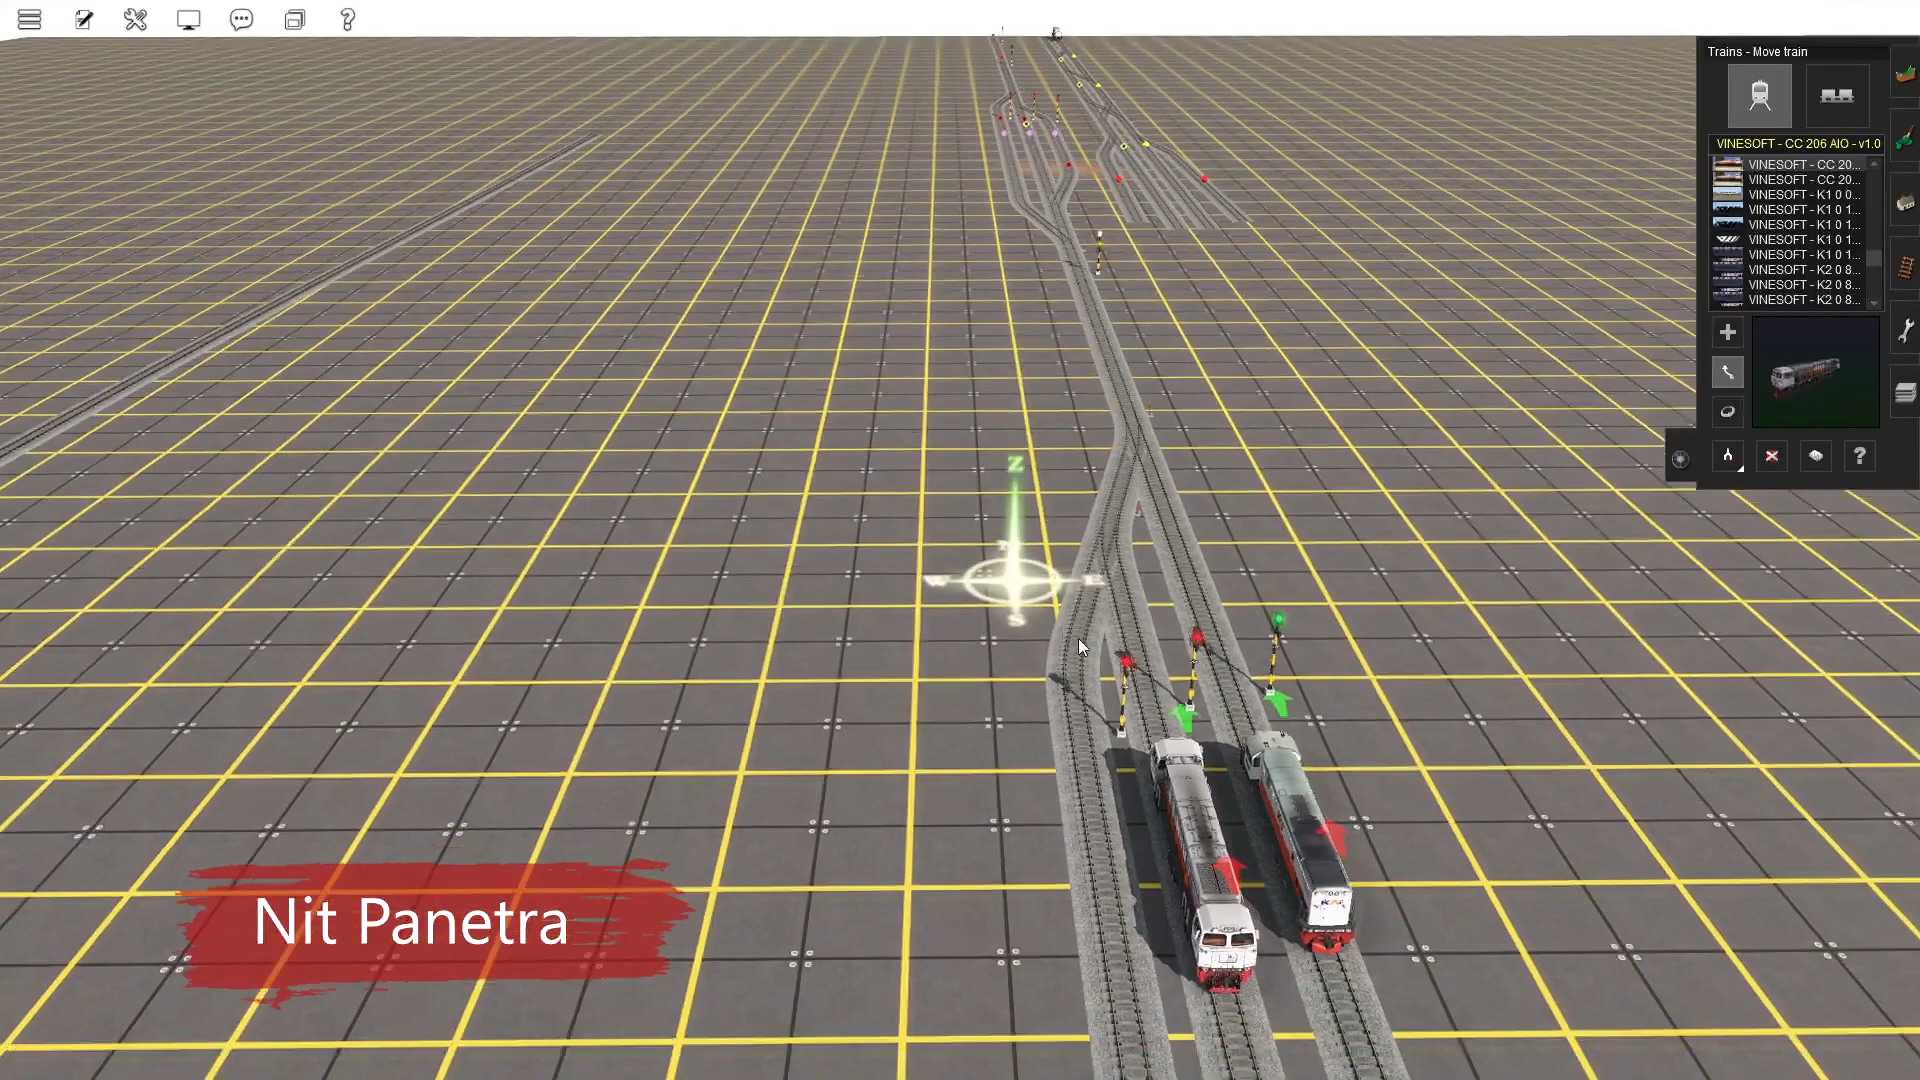 Trains - Move train
VINESOFT - CC 206 AIO - v1.0
VINESOFT - CC 20...
VINESOFT - CC 20...
VINESOFT - K1 0 0...
VINESOFT - K1 0 1...
VINESOFT - K1 0 1...
VINESOFT - K1 0 1...
VINESOFT - K1 0 1...
VINESOFT - K2 0 8...
VINESOFT - K2 0 8...
VINESOFT - K2 0 8...
Z
W
E
S
Nit Panetra